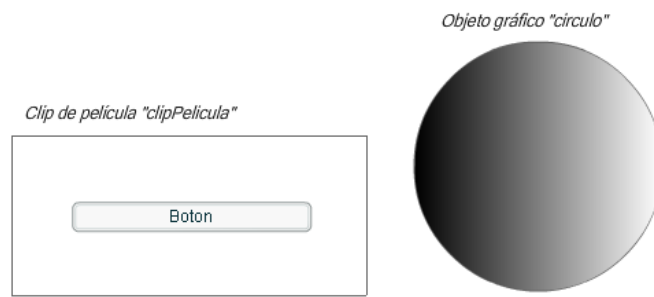 Objeto gráfico "circulo"
Clip de película "clipPelicula"
Boton